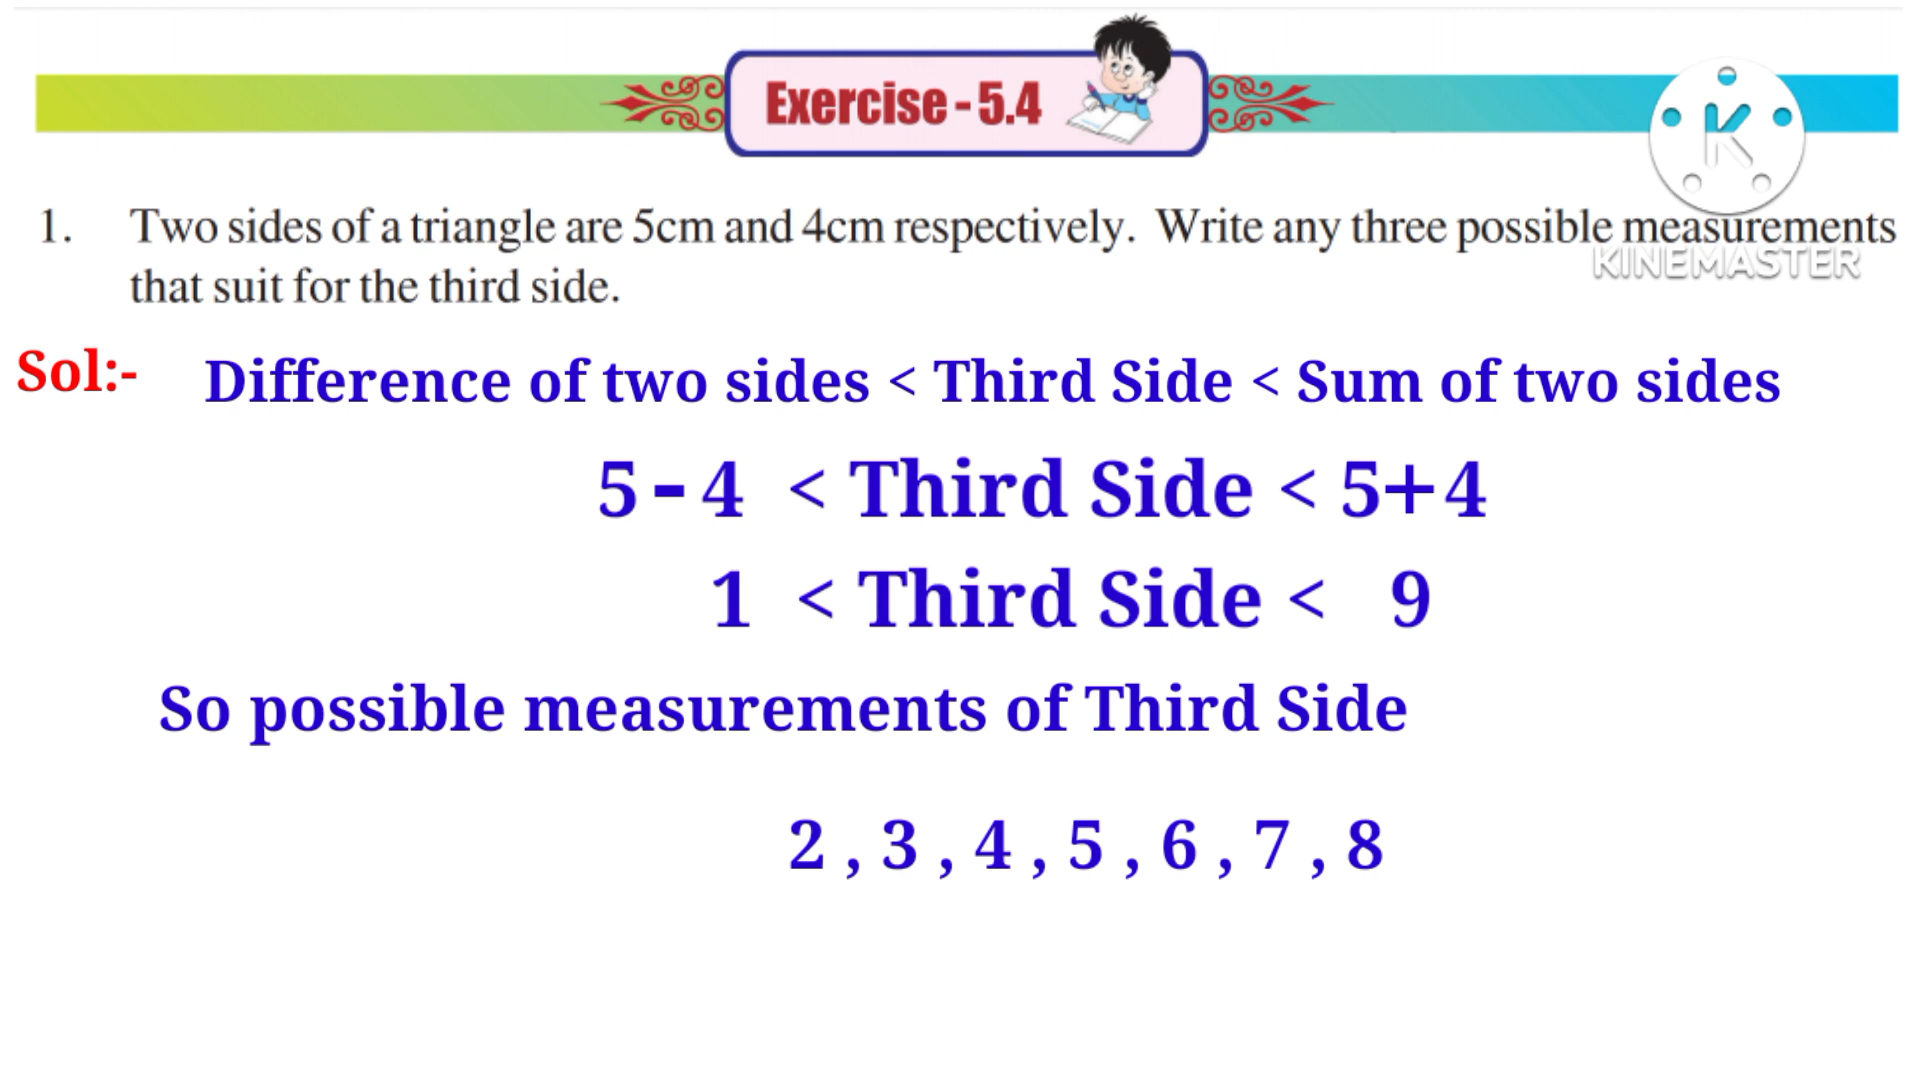 Exercise - 5.4
K
1. Two sides of a triangle are 5cm and 4cm respectively. Write any three possible measurements
KINEMASTER
that suit for the third side.
Sol:- Difference of two sides < Third Side < Sum of two sides
5 - 4 < Third Side < 5+4
1 < Third Side < 9
So possible measurements of Third Side
2 , 3 , 4 , 5 , 6 , 7 , 8